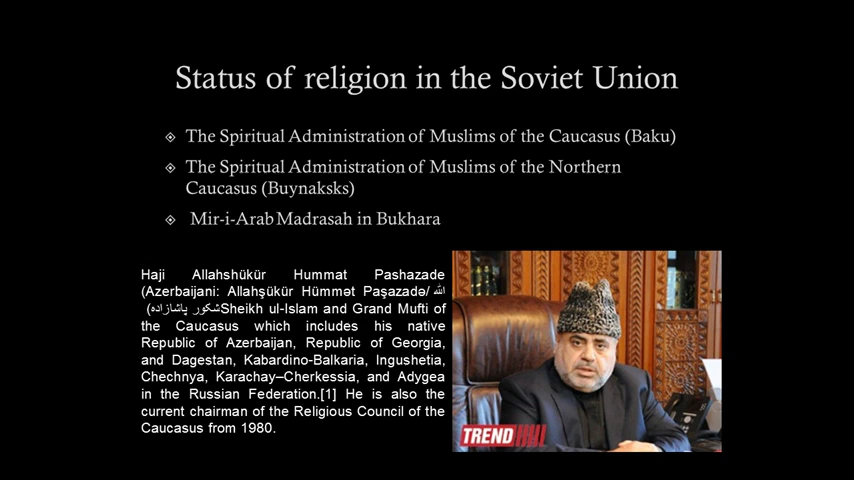 Status of religion in the Soviet Union
The Spiritual Administration of Muslims of the Caucasus (Baku)
The Spiritual Administration of Muslims of the Northern
Caucasus (Buynaksks)
Mir-i-Arab Madrasah in Bukhara
Haji Allahshükür Hummat Pashazade
(Azerbaijani: Allahşükür Hümmət Paşazadə/ الله
شکور پاشازاده) Sheikh ul-Islam and Grand Mufti of
the Caucasus which includes his native
Republic of Azerbaijan, Republic of Georgia,
and Dagestan, Kabardino-Balkaria, Ingushetia,
Chechnya, Karachay–Cherkessia, and Adygea
in the Russian Federation.[1] He is also the
current chairman of the Religious Council of the
Caucasus from 1980.
TREND